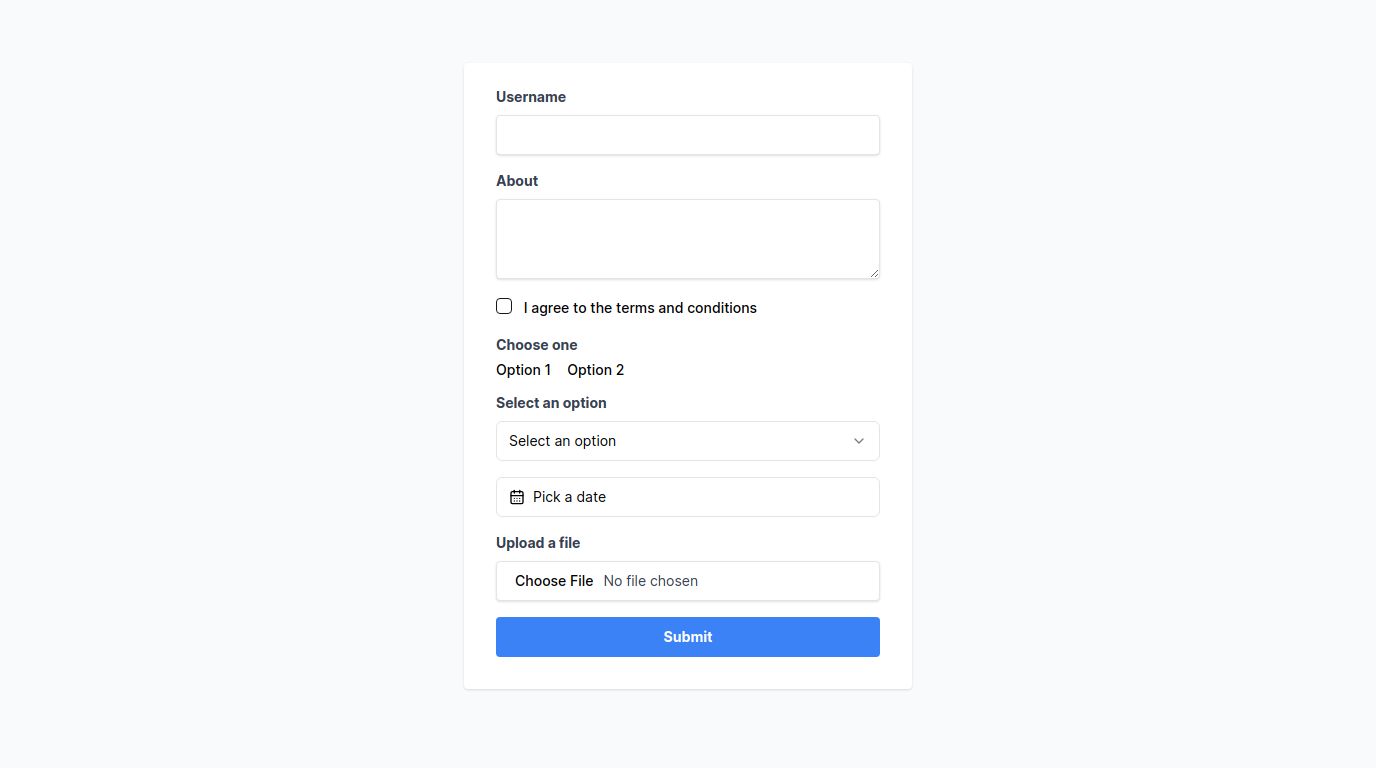 Username
About
I agree to the terms and conditions
Choose one
Option 1 Option 2
Select an option
Select an option
Pick a date
Upload a file
Choose File No file chosen
Submit